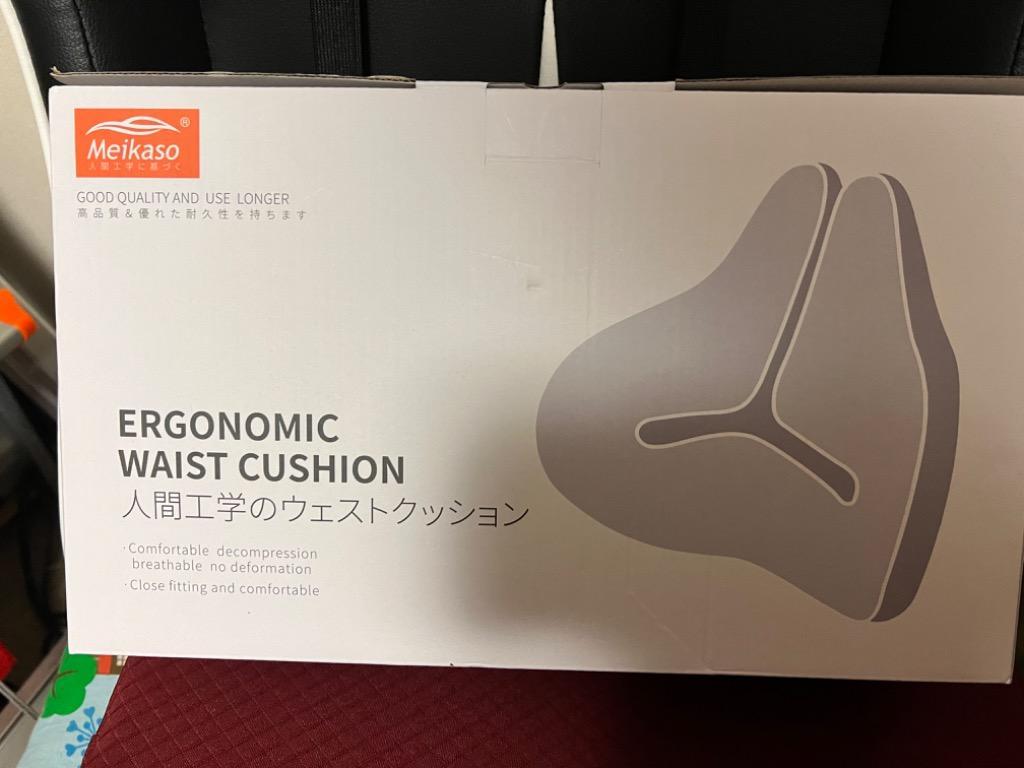 Meikaso®
人間工学に基づく
GOOD QUALITY AND USE LONGER
高品質&優れた耐久性を持ちます
ERGONOMIC
WAIST CUSHION
人間工学のウェストクッション
·Comfortable decompression
breathable no deformation
·Close fitting and comfortable